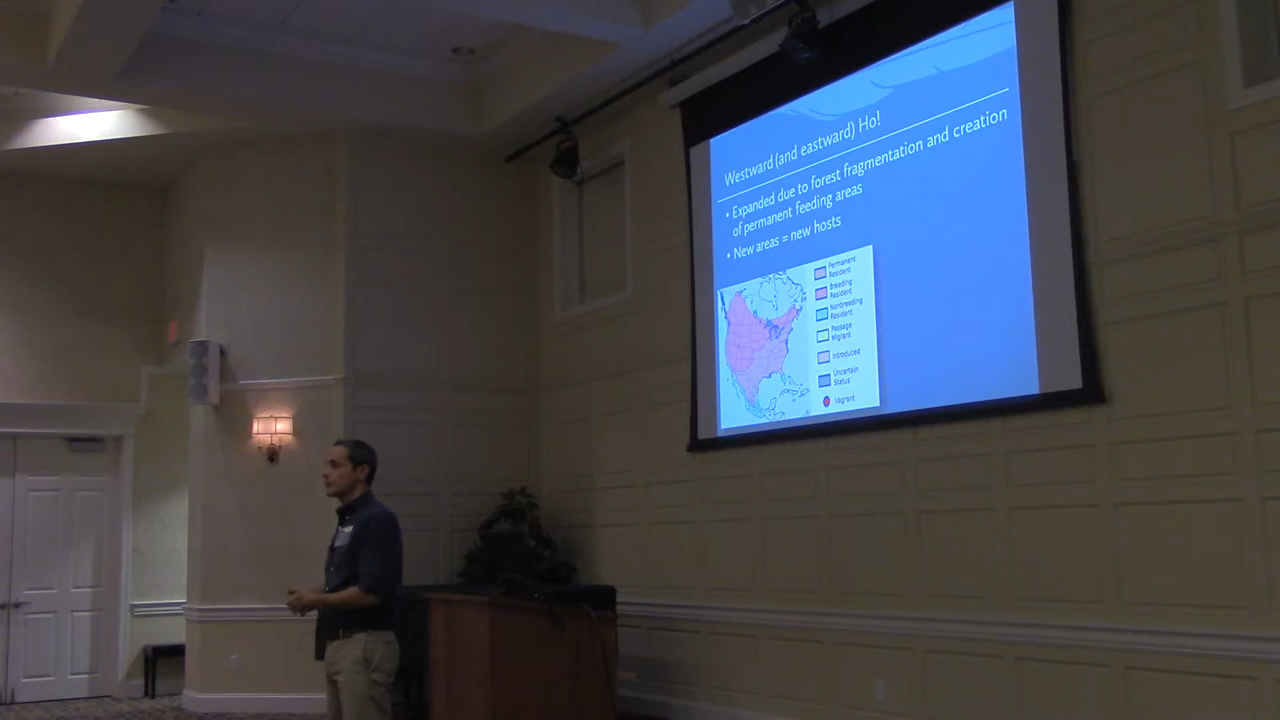 Westward (and eastward) Ho!
• Expanded due to forest fragmentation and creation
of permanent feeding areas
• New areas = new hosts
Permanent
Resident
Breeding
Resident
Nonbreeding
Resident
Passage
Migrant
Introduced
Uncertain
Status
Vagrant